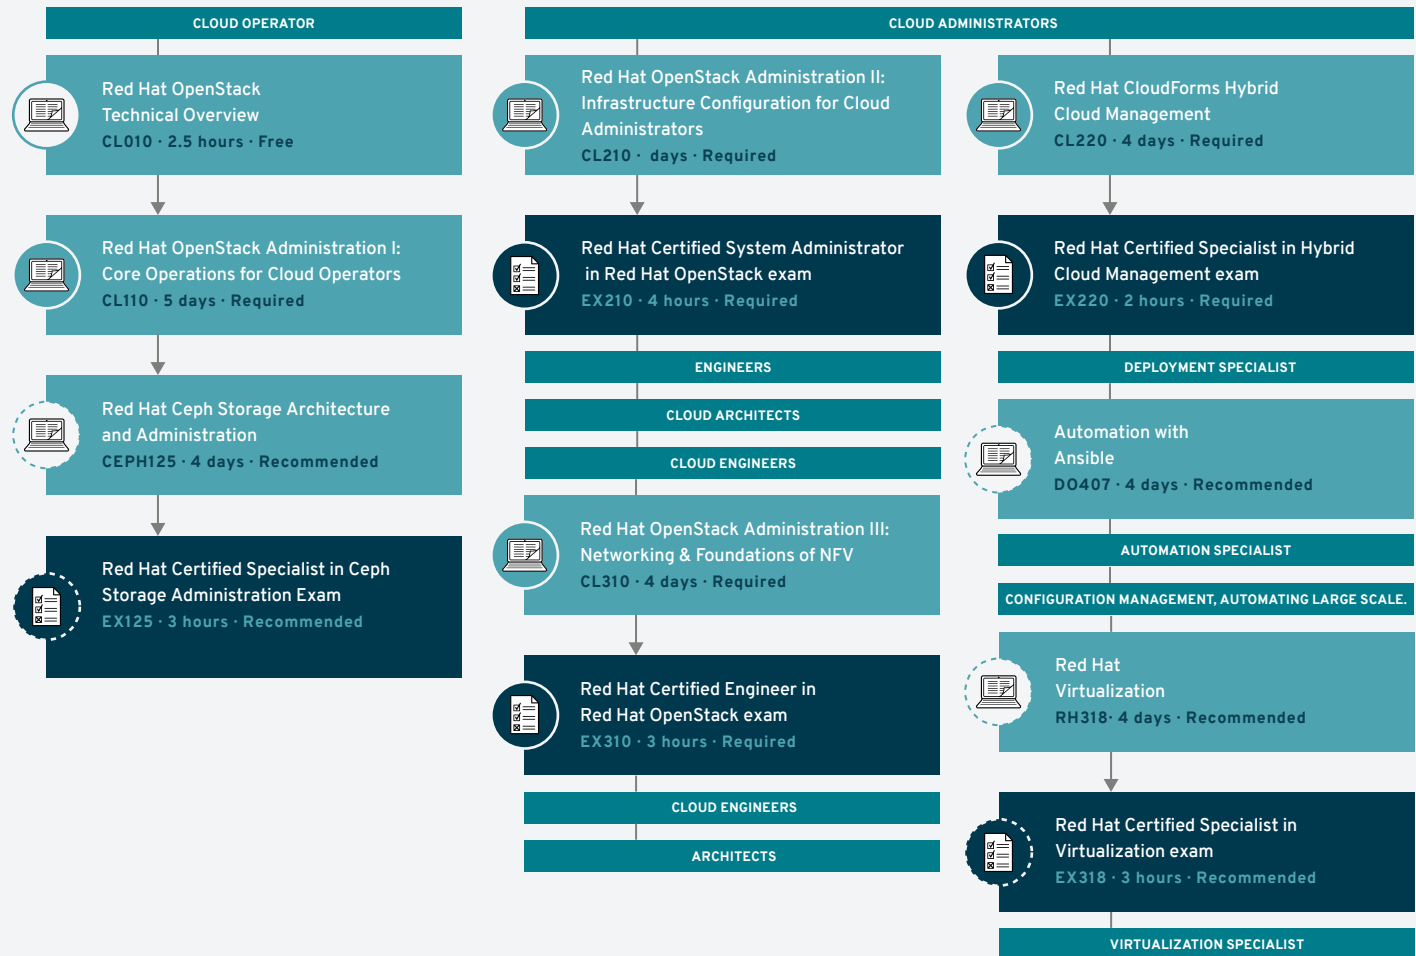 CLOUD OPERATOR
Red Hat OpenStack
Technical Overview
CL010 · 2.5 hours · Free
Red Hat OpenStack Administration I:
Core Operations for Cloud Operators
CL110 · 5 days · Required
Red Hat Ceph Storage Architecture
and Administration
CEPH125 · 4 days · Recommended
Red Hat Certified Specialist in Ceph
Storage Administration Exam
EX125 · 3 hours · Recommended
CLOUD ADMINISTRATORS
Red Hat OpenStack Administration II:
Infrastructure Configuration for Cloud
Administrators
CL210 ·  days · Required
Red Hat Certified System Administrator
in Red Hat OpenStack exam
EX210 · 4 hours · Required
ENGINEERS
CLOUD ARCHITECTS
CLOUD ENGINEERS
Red Hat OpenStack Administration III:
Networking & Foundations of NFV
CL310 · 4 days · Required
Red Hat Certified Engineer in
Red Hat OpenStack exam
EX310 · 3 hours · Required
CLOUD ENGINEERS
ARCHITECTS
Red Hat CloudForms Hybrid
Cloud Management
CL220 · 4 days · Required
Red Hat Certified Specialist in Hybrid
Cloud Management exam
EX220 · 2 hours · Required
DEPLOYMENT SPECIALIST
Automation with
Ansible
DO407 · 4 days · Recommended
AUTOMATION SPECIALIST
CONFIGURATION MANAGEMENT, AUTOMATING LARGE SCALE.
Red Hat
Virtualization
RH318· 4 days · Recommended
Red Hat Certified Specialist in
Virtualization exam
EX318 · 3 hours · Recommended
VIRTUALIZATION SPECIALIST